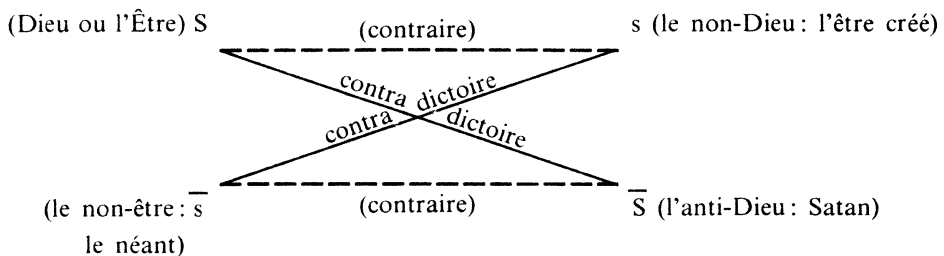 (Dieu ou l'Être) S (contraire) s (le non-Dieu : l'être créé)
contra dictoire
contra dictoire
(le non-être : s̅ (contraire) S̅ (l'anti-Dieu : Satan)
le néant)